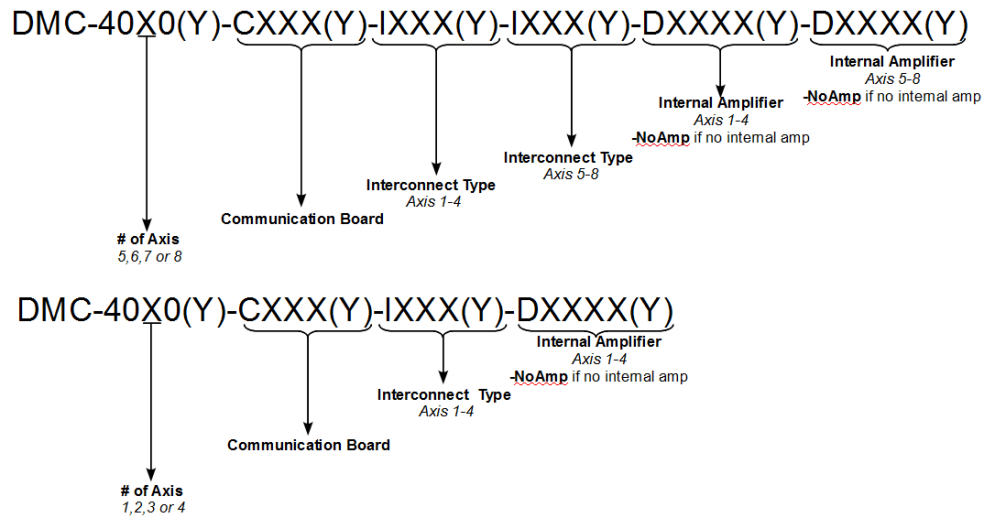 DMC-40X0(Y)-CXXX(Y)-IXXX(Y)-IXXX(Y)-DXXXX(Y)-DXXXX(Y)
Internal Amplifier
Axis 5-8
-NoAmp if no internal amp
Internal Amplifier
Axis 1-4
-NoAmp if no internal amp
Interconnect Type
Axis 5-8
Interconnect Type
Axis 1-4
Communication Board
# of Axis
5,6,7 or 8
DMC-40X0(Y)-CXXX(Y)-IXXX(Y)-DXXXX(Y)
Internal Amplifier
Axis 1-4
-NoAmp if no internal amp
Interconnect Type
Axis 1-4
Communication Board
# of Axis
1,2,3 or 4